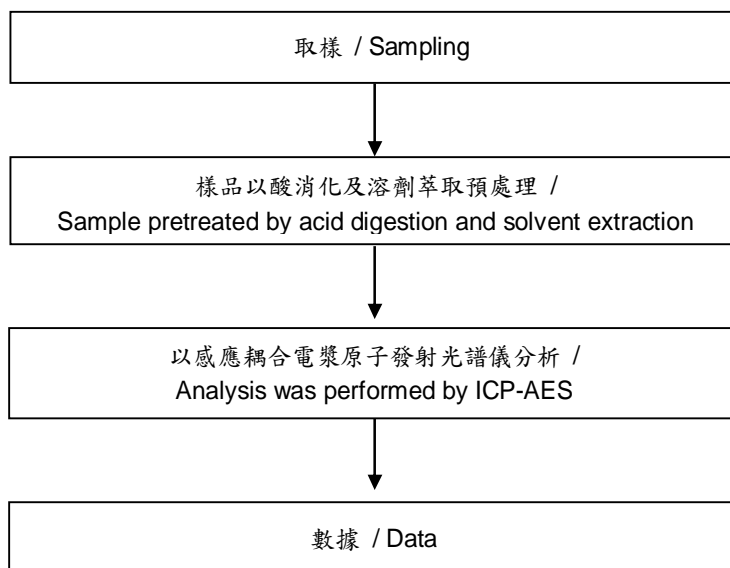 取樣 / Sampling
樣品以酸消化及溶劑萃取預處理 /
Sample pretreated by acid digestion and solvent extraction
以感應耦合電漿原子發射光譜儀分析 /
Analysis was performed by ICP-AES
數據 / Data